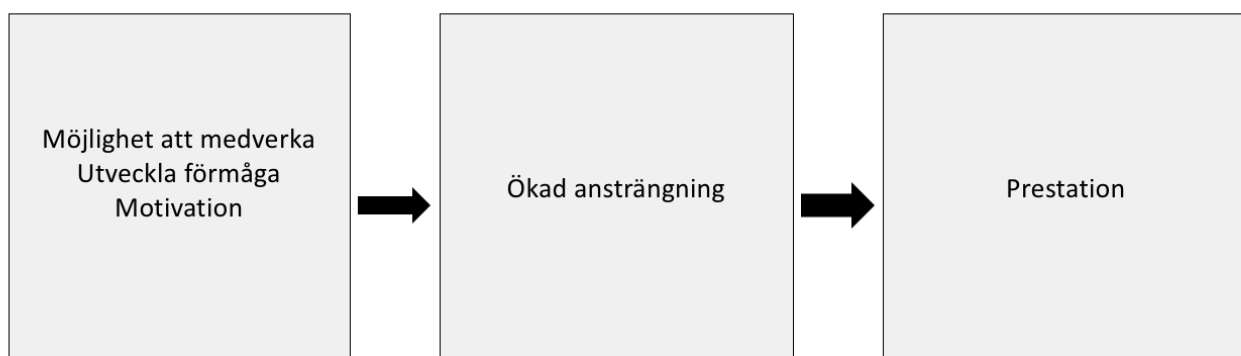 Möjlighet att medverka
Utveckla förmåga
Motivation
Ökad ansträngning
Prestation